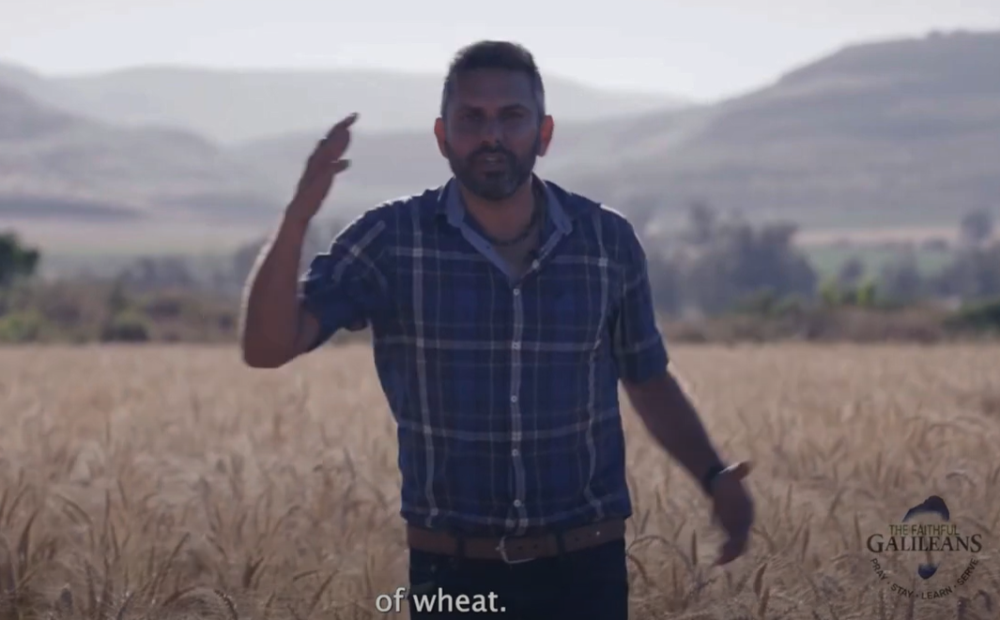 THE FAITHFUL
GALILEANS
PRAY · STAY · LEARN · SERVE
of wheat.